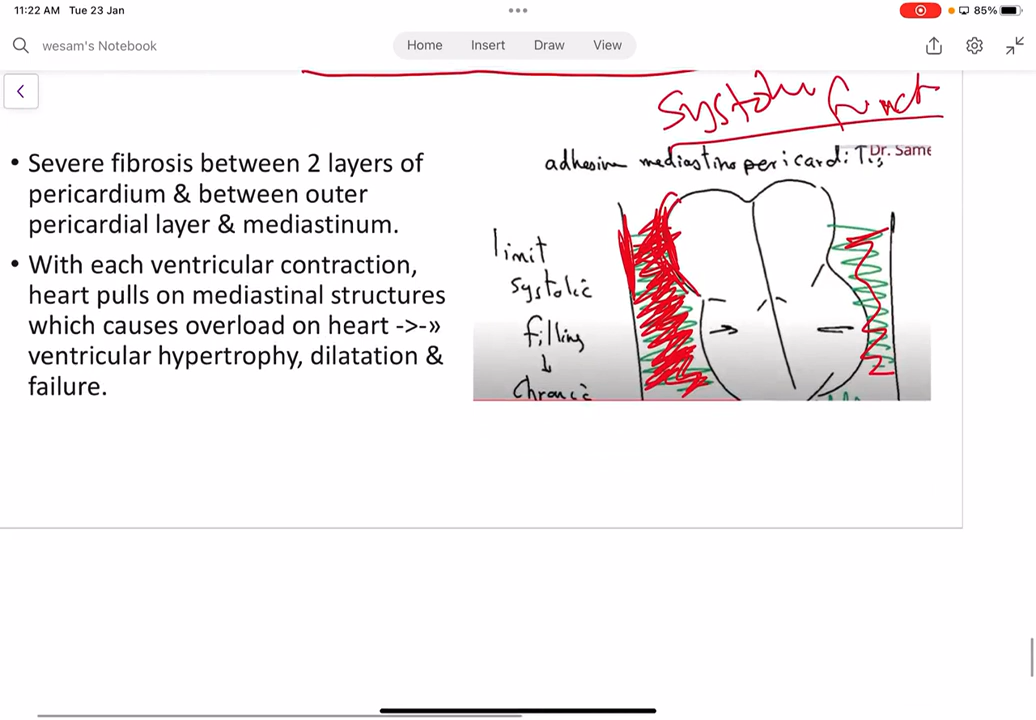 11:22 AM Tue 23 Jan
85%
wesam's Notebook
Home Insert Draw View
Systolic funct
Dr. Same
adhesive mediastino pericardi Tis
• Severe fibrosis between 2 layers of
pericardium & between outer
pericardial layer & mediastinum.
• With each ventricular contraction,
heart pulls on mediastinal structures
which causes overload on heart ->-»
ventricular hypertrophy, dilatation &
failure.
limit
systolic
filling
↓
chronic